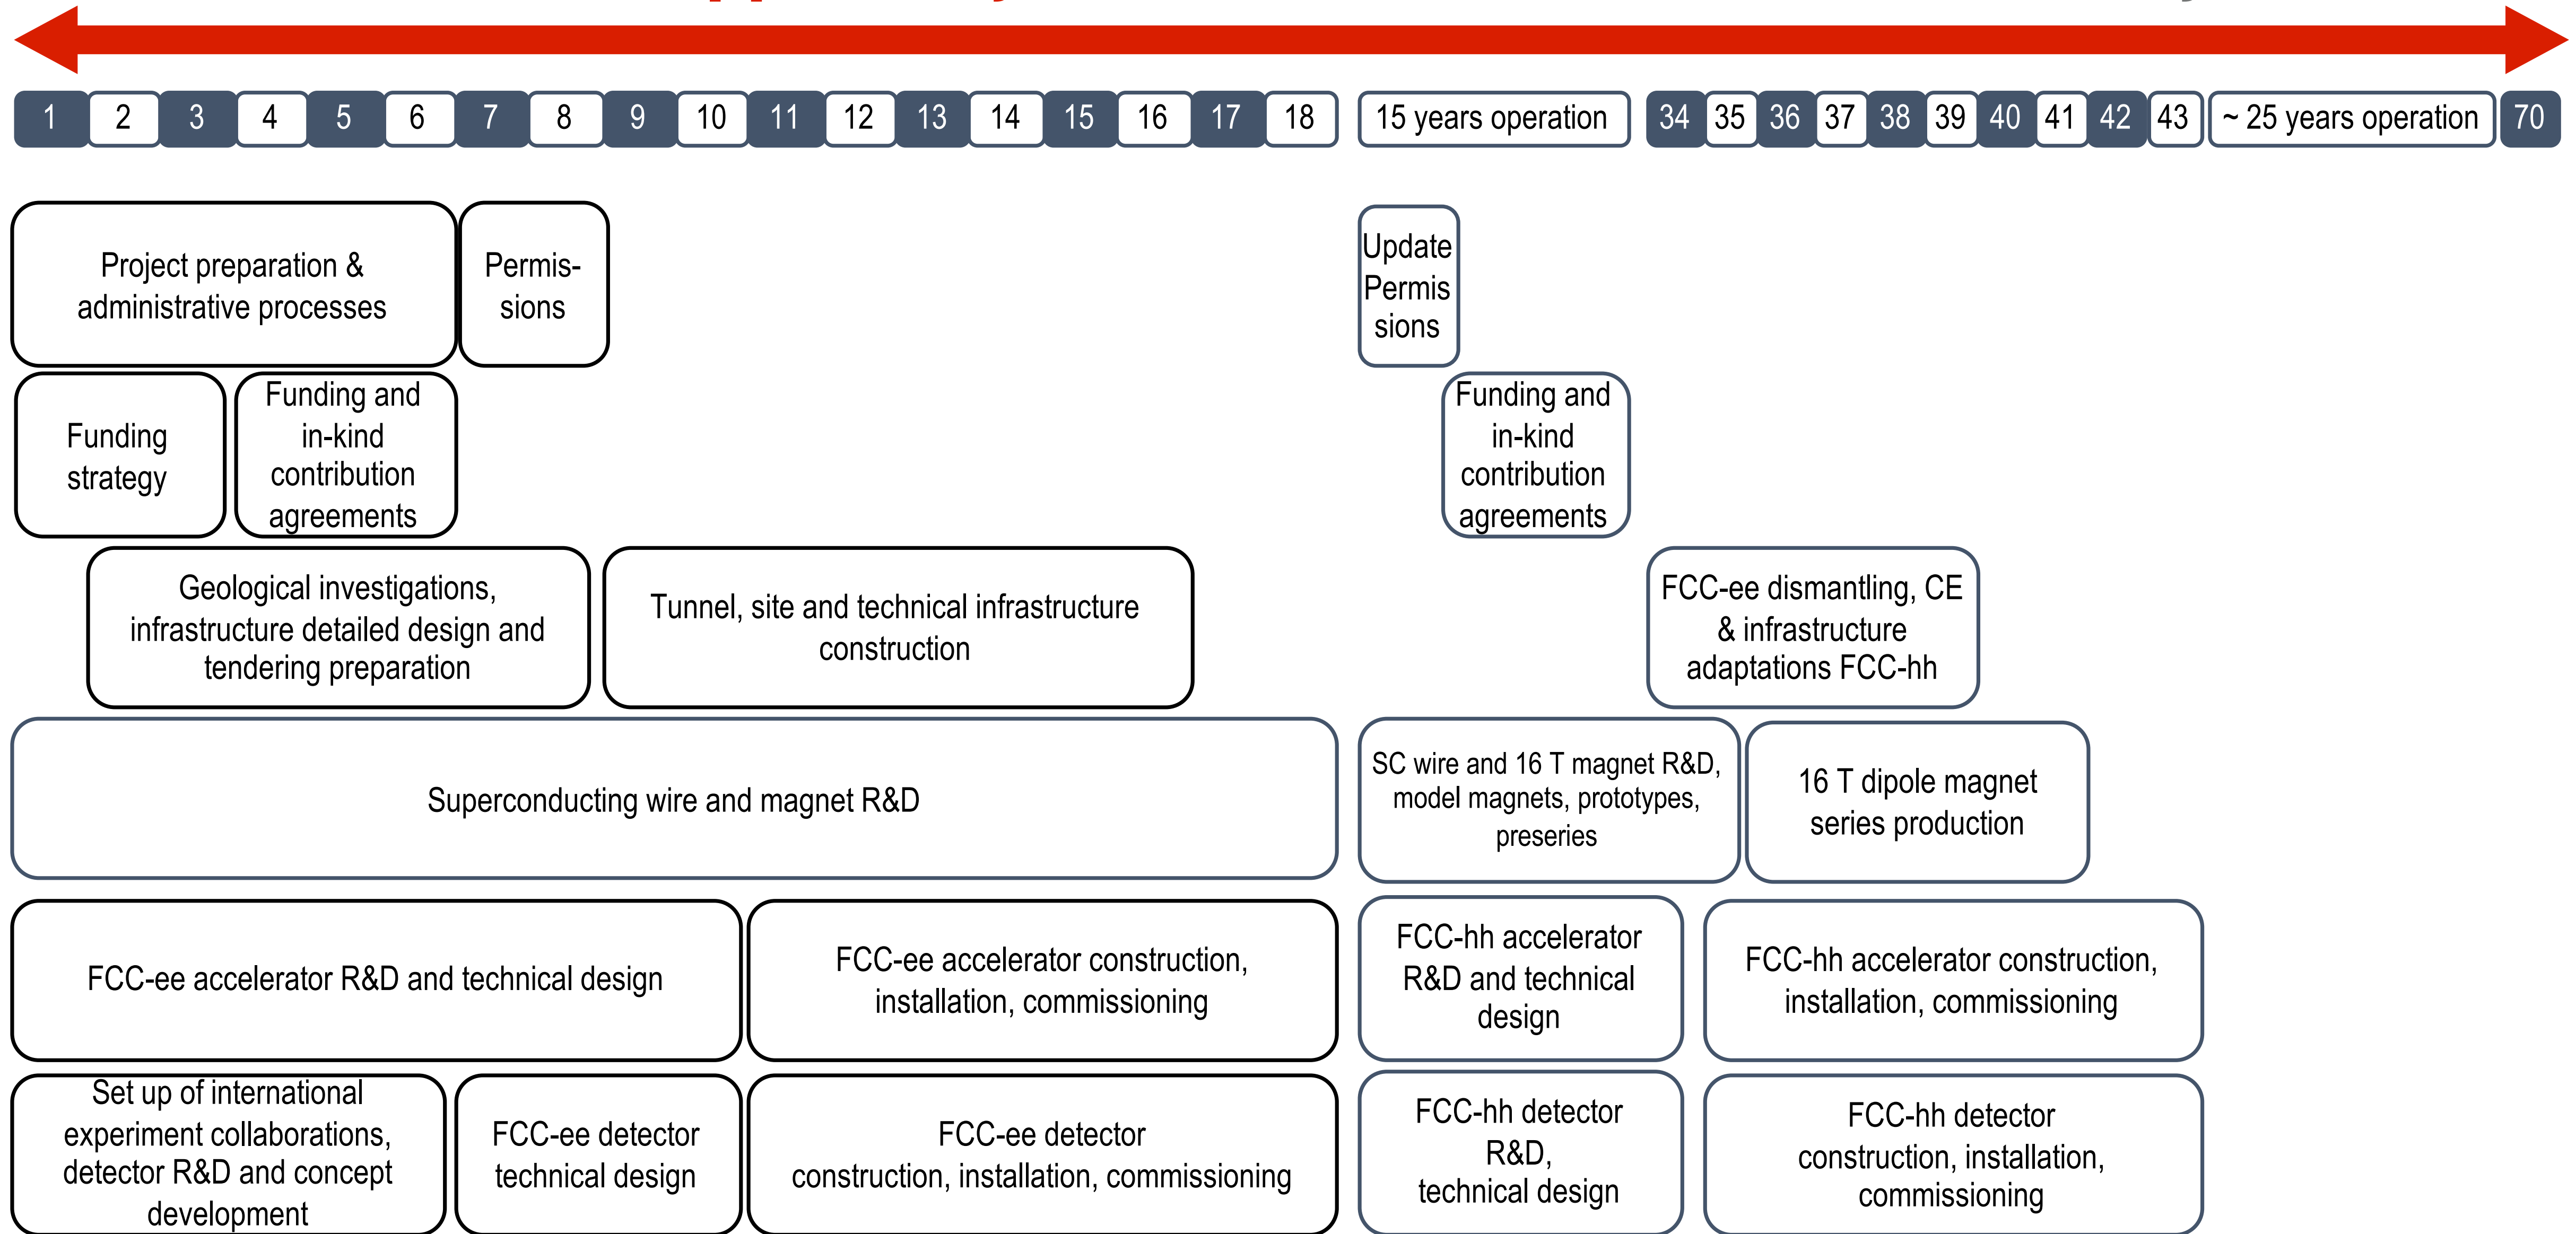 1 2 3 4 5 6 7 8 9 10 11 12 13 14 15 16 17 18 15 years operation 34 35 36 37 38 39 40 41 42 43 ~ 25 years operation 70
Project preparation &
administrative processes
Permis-
sions
Update
Permis
sions
Funding
strategy
Funding and
in-kind
contribution
agreements
Funding and
in-kind
contribution
agreements
Geological investigations,
infrastructure detailed design and
tendering preparation
Tunnel, site and technical infrastructure
construction
FCC-ee dismantling, CE
& infrastructure
adaptations FCC-hh
Superconducting wire and magnet R&D
SC wire and 16 T magnet R&D,
model magnets, prototypes,
preseries
16 T dipole magnet
series production
FCC-ee accelerator R&D and technical design
FCC-ee accelerator construction,
installation, commissioning
FCC-hh accelerator
R&D and technical
design
FCC-hh accelerator construction,
installation, commissioning
Set up of international
experiment collaborations,
detector R&D and concept
development
FCC-ee detector
technical design
FCC-ee detector
construction, installation, commissioning
FCC-hh detector
R&D,
technical design
FCC-hh detector
construction, installation,
commissioning